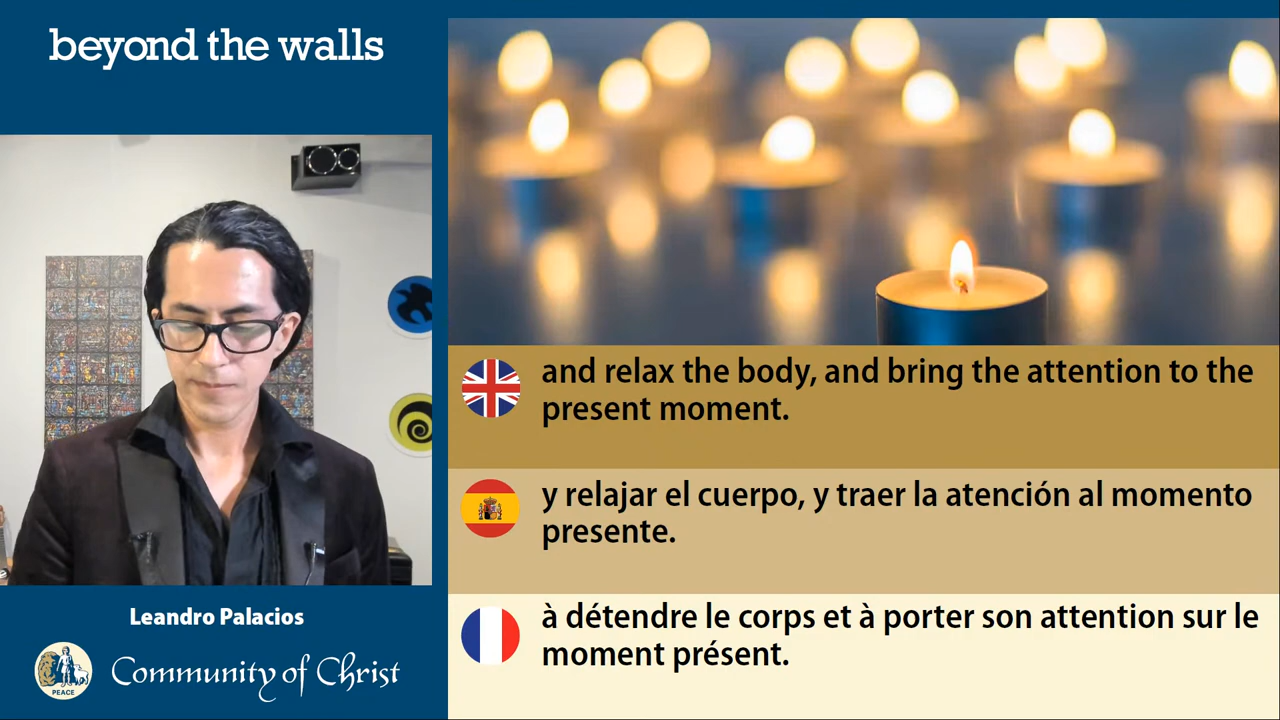 beyond the walls
Leandro Palacios
PEACE
Community of Christ
and relax the body, and bring the attention to the
present moment.
y relajar el cuerpo, y traer la atención al momento
presente.
à détendre le corps et à porter son attention sur le
moment présent.